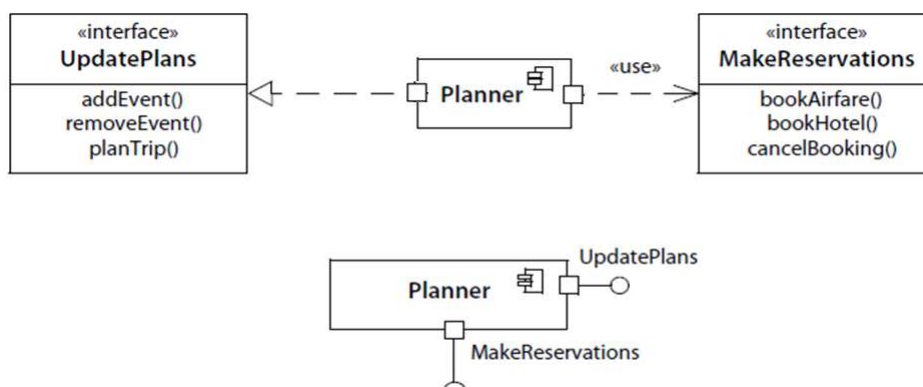 «interface»
UpdatePlans
addEvent()
removeEvent()
planTrip()
Planner
«use»
«interface»
MakeReservations
bookAirfare()
bookHotel()
cancelBooking()
Planner
UpdatePlans
MakeReservations